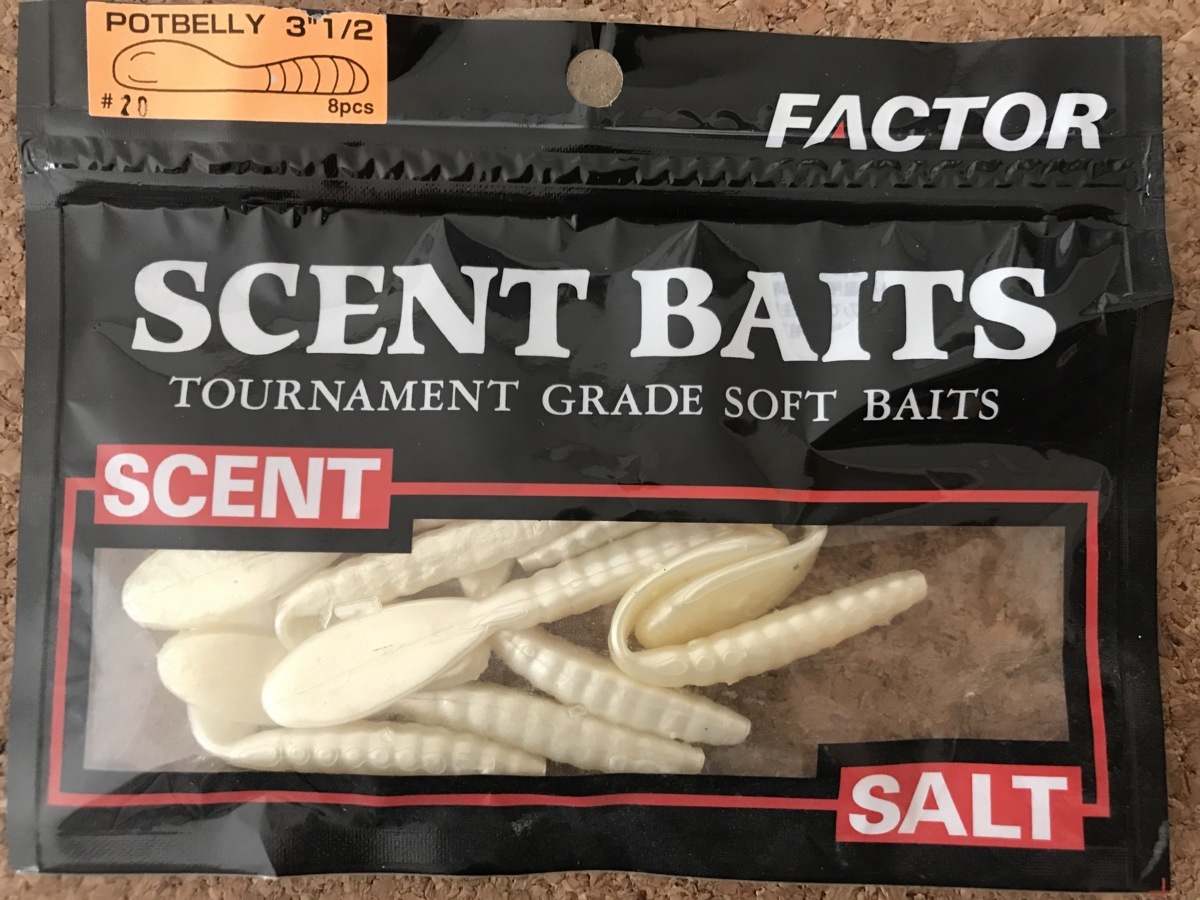 POTBELLY 3"1/2
#20
8pcs
FACTOR
SCENT BAITS
TOURNAMENT GRADE SOFT BAITS
SCENT
SALT